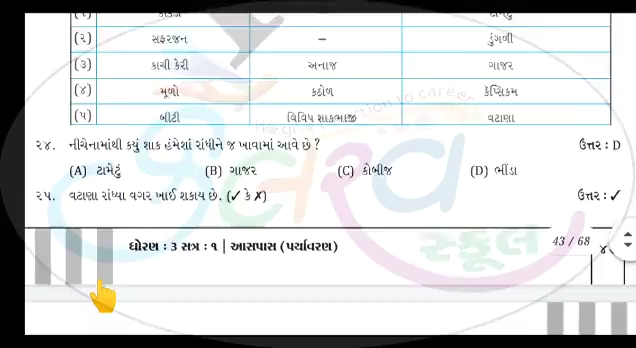 (૨) સફરજન – ડુંગળી
(૩) કાચી કેરી અનાજ ગાજર
(૪) મૂળો કઠોળ કેપ્સિકમ
(૫) બીટી વિવિધ શાકભાજી વટાણા
૨૪. નીચેનામાંથી કયું શાક હંમેશાં રાંધીને જ ખાવામાં આવે છે ? ઉત્તર : D
(A) ટામેટું (B) ગાજર (C) કોબીજ (D) ભીંડા
૨૫. વટાણા રાંધ્યા વગર ખાઈ શકાય છે. (✓ કે ✗) ઉત્તર : ✓
ધોરણ : ૩ સત્ર : ૧ | આસપાસ (પર્યાવરણ)
43 / 68
સ્કૂલ